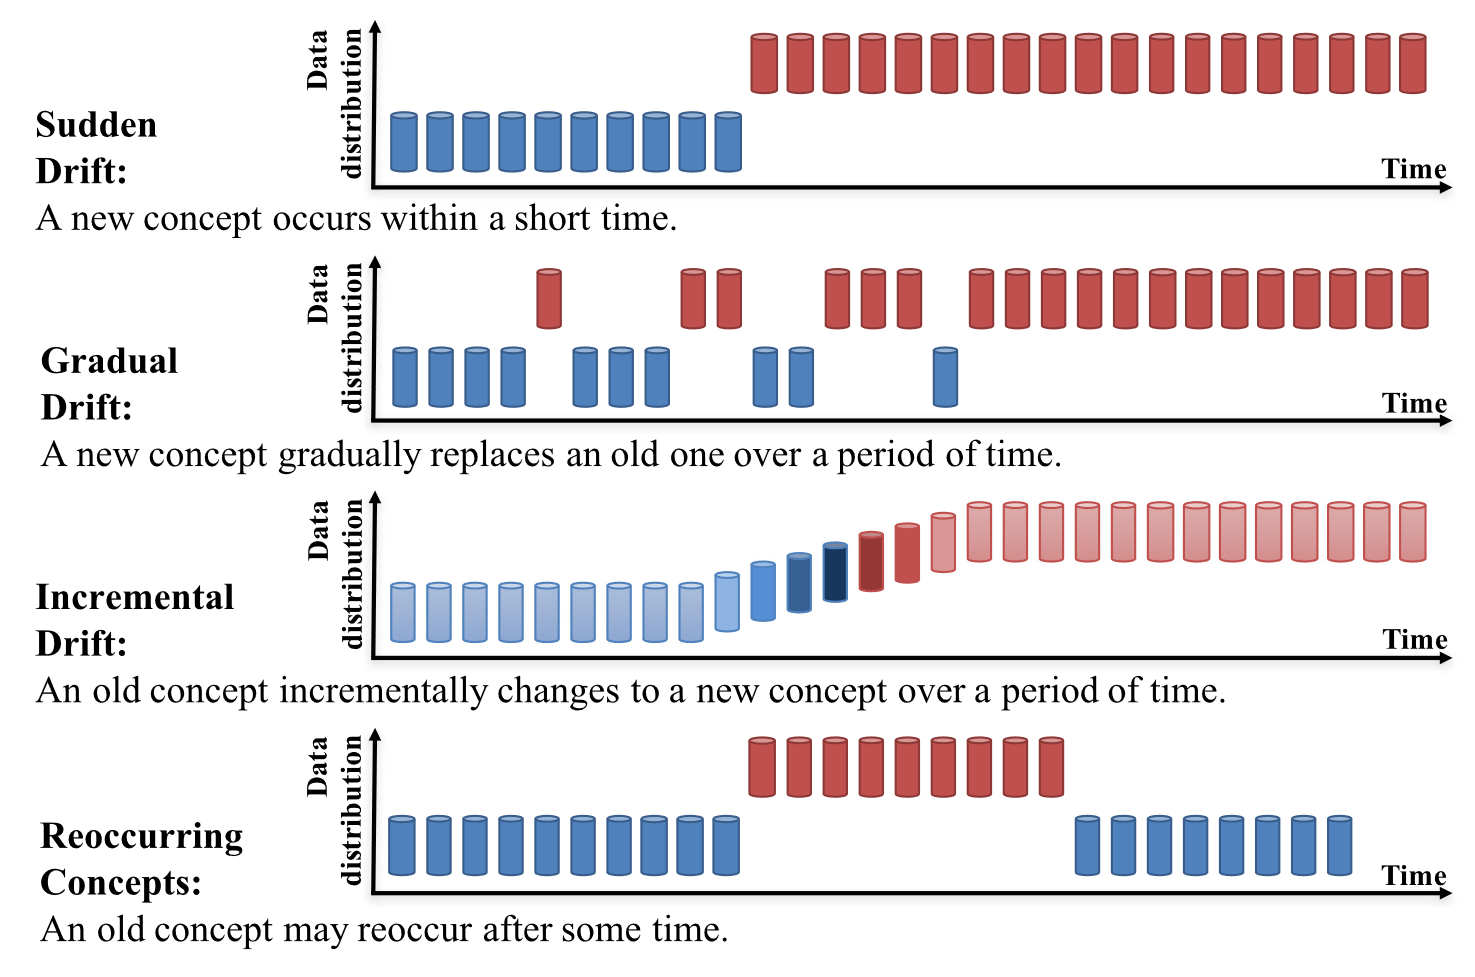 Data
distribution
Sudden
Drift:
Time
A new concept occurs within a short time.
Data
distribution
Gradual
Drift:
Time
A new concept gradually replaces an old one over a period of time.
Data
distribution
Incremental
Drift:
Time
An old concept incrementally changes to a new concept over a period of time.
Data
distribution
Reoccurring
Concepts:
Time
An old concept may reoccur after some time.